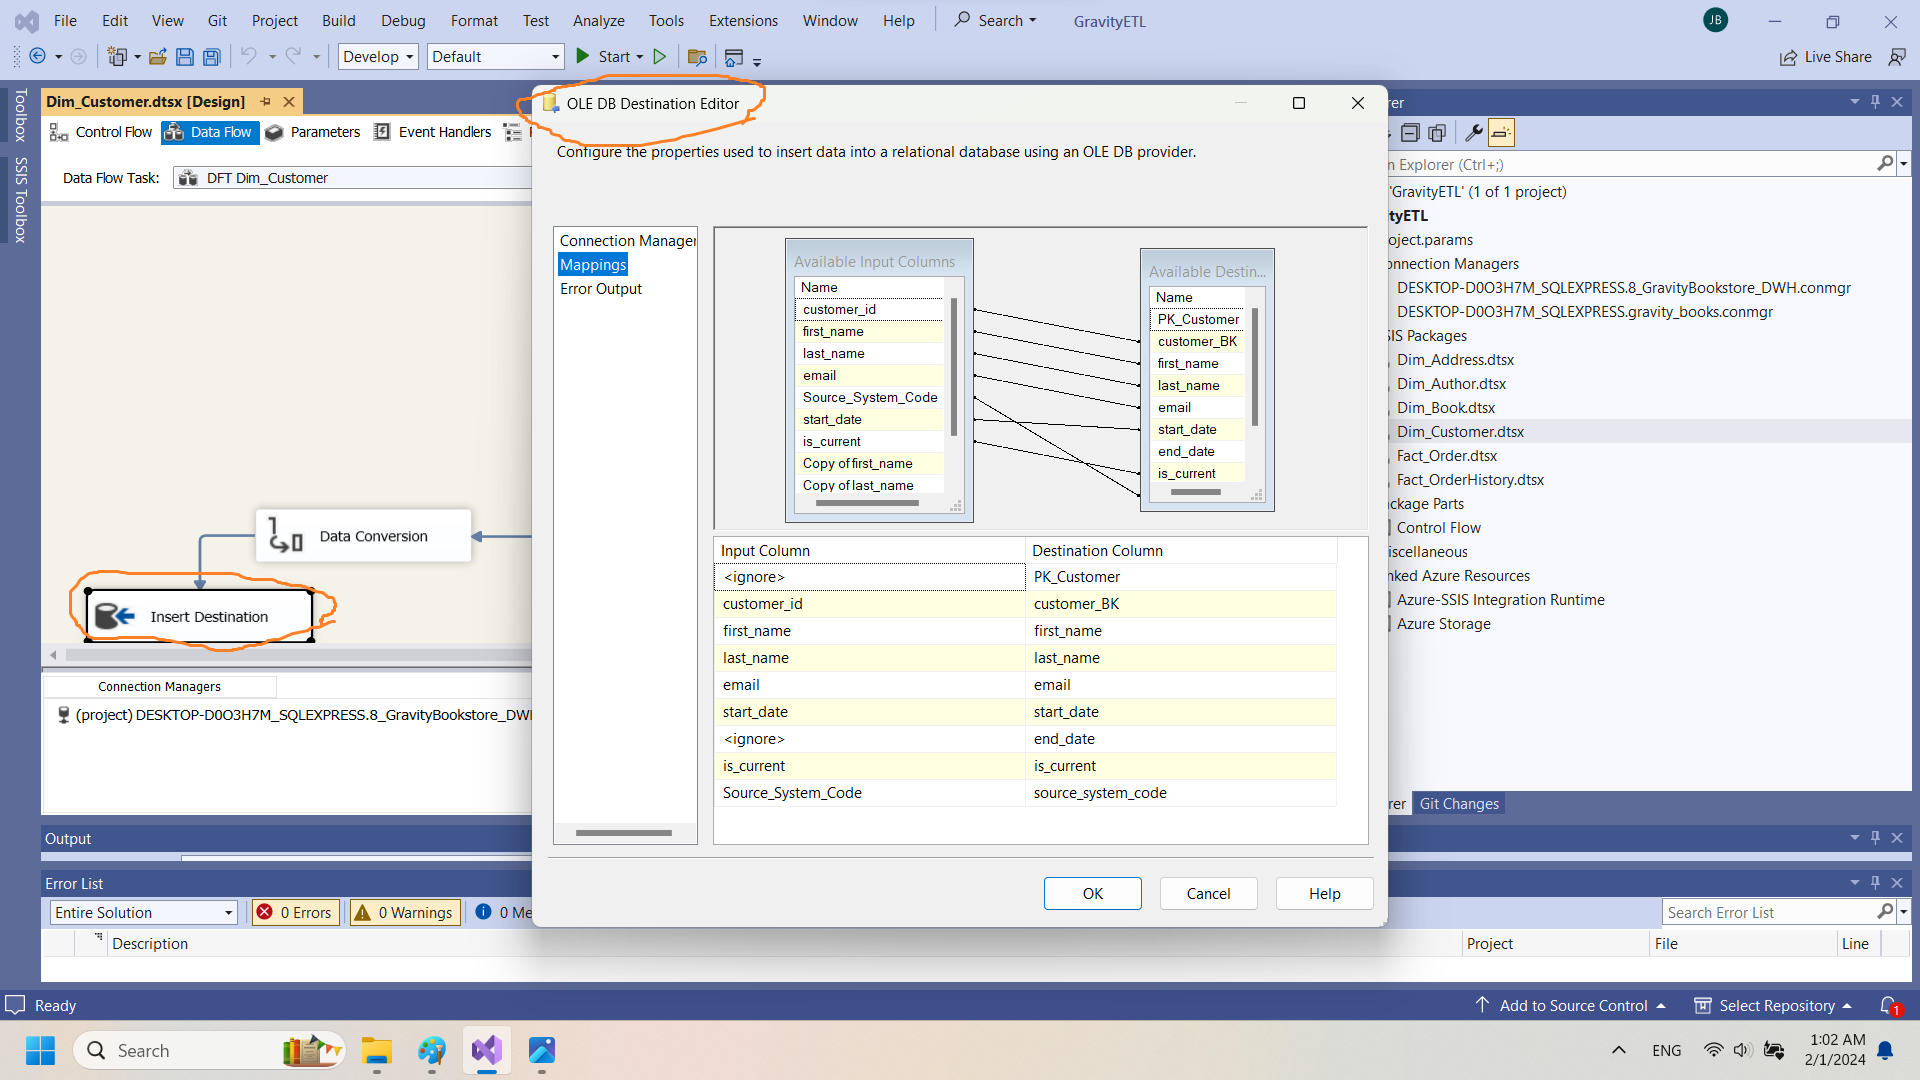 File Edit View Git Project Build Debug Format Test Analyze Tools Extensions Window Help Search GravityETL JB
Develop Default Start Live Share
Toolbox
SSIS Toolbox
Dim_Customer.dtsx [Design]
Control Flow Data Flow Parameters Event Handlers
Data Flow Task: DFT Dim_Customer
Data Conversion
Insert Destination
Connection Managers
(project) DESKTOP-D0O3H7M_SQLEXPRESS.8_GravityBookstore_DW
OLE DB Destination Editor
Configure the properties used to insert data into a relational database using an OLE DB provider.
Connection Manager
Mappings
Error Output
Available Input Columns
Name
customer_id
first_name
last_name
email
Source_System_Code
start_date
is_current
Copy of first_name
Copy of last_name
Available Destin...
Name
PK_Customer
customer_BK
first_name
last_name
email
start_date
end_date
is_current
Input Column Destination Column
<ignore> PK_Customer
customer_id customer_BK
first_name first_name
last_name last_name
email email
start_date start_date
<ignore> end_date
is_current is_current
Source_System_Code source_system_code
OK Cancel Help
rer
n Explorer (Ctrl+;)
'GravityETL' (1 of 1 project)
tyETL
oject.params
nnection Managers
DESKTOP-D0O3H7M_SQLEXPRESS.8_GravityBookstore_DWH.conmgr
DESKTOP-D0O3H7M_SQLEXPRESS.gravity_books.conmgr
IS Packages
Dim_Address.dtsx
Dim_Author.dtsx
Dim_Book.dtsx
Dim_Customer.dtsx
Fact_Order.dtsx
Fact_OrderHistory.dtsx
ckage Parts
Control Flow
iscellaneous
nked Azure Resources
Azure-SSIS Integration Runtime
Azure Storage
rer Git Changes
Output
Error List
Entire Solution 0 Errors 0 Warnings 0 Me
Search Error List
Description Project File Line
Ready Add to Source Control Select Repository 1
Search ENG 1:02 AM
2/1/2024